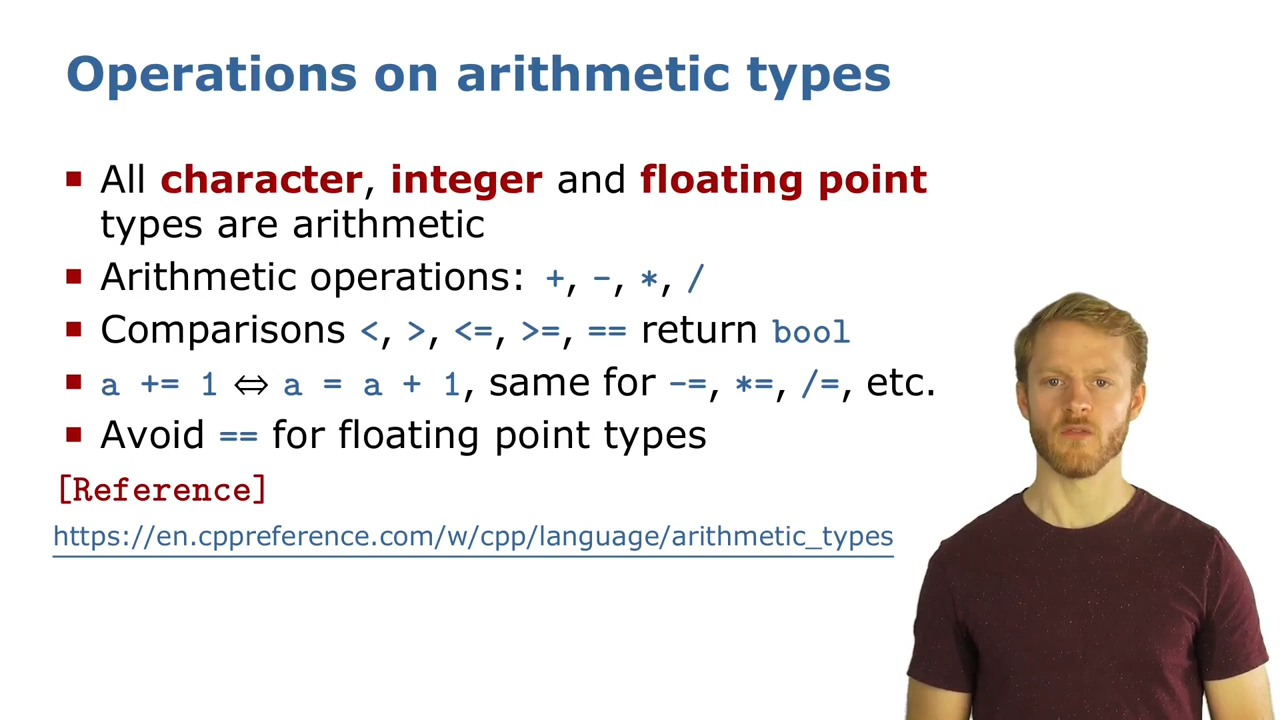 Operations on arithmetic types
All character, integer and floating point
types are arithmetic
Arithmetic operations: +, -, *, /
Comparisons <, >, <=, >=, == return bool
a += 1 ⇔ a = a + 1, same for -=, *=, /=, etc.
Avoid == for floating point types
[Reference]
https://en.cppreference.com/w/cpp/language/arithmetic_types